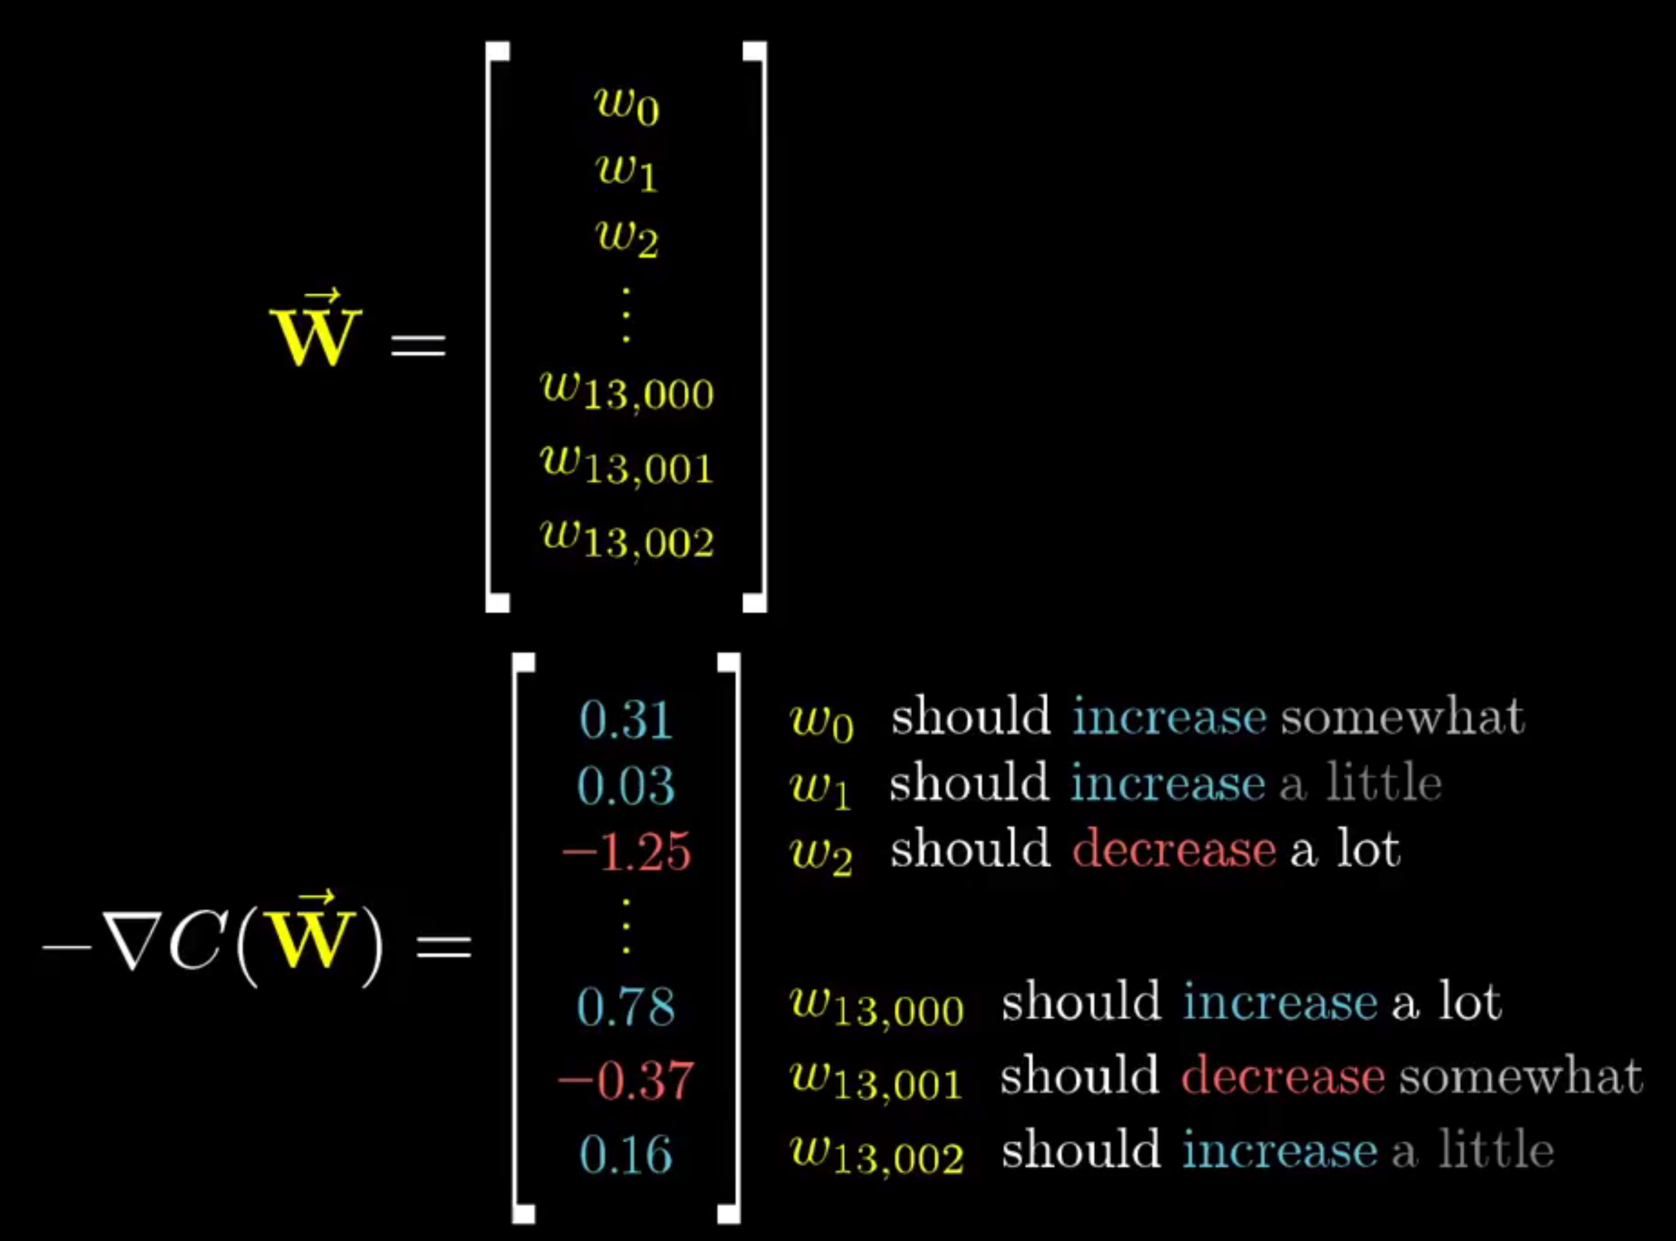 w₀
w₁
w₂
⋮
w₁₃,₀₀₀
W⃗ =
w₁₃,₀₀₁
w₁₃,₀₀₂
−∇C(W⃗) =
0.31 w₀ should increase somewhat
0.03 w₁ should increase a little
−1.25 w₂ should decrease a lot
⋮
0.78 w₁₃,₀₀₀ should increase a lot
−0.37 w₁₃,₀₀₁ should decrease somewhat
0.16 w₁₃,₀₀₂ should increase a little